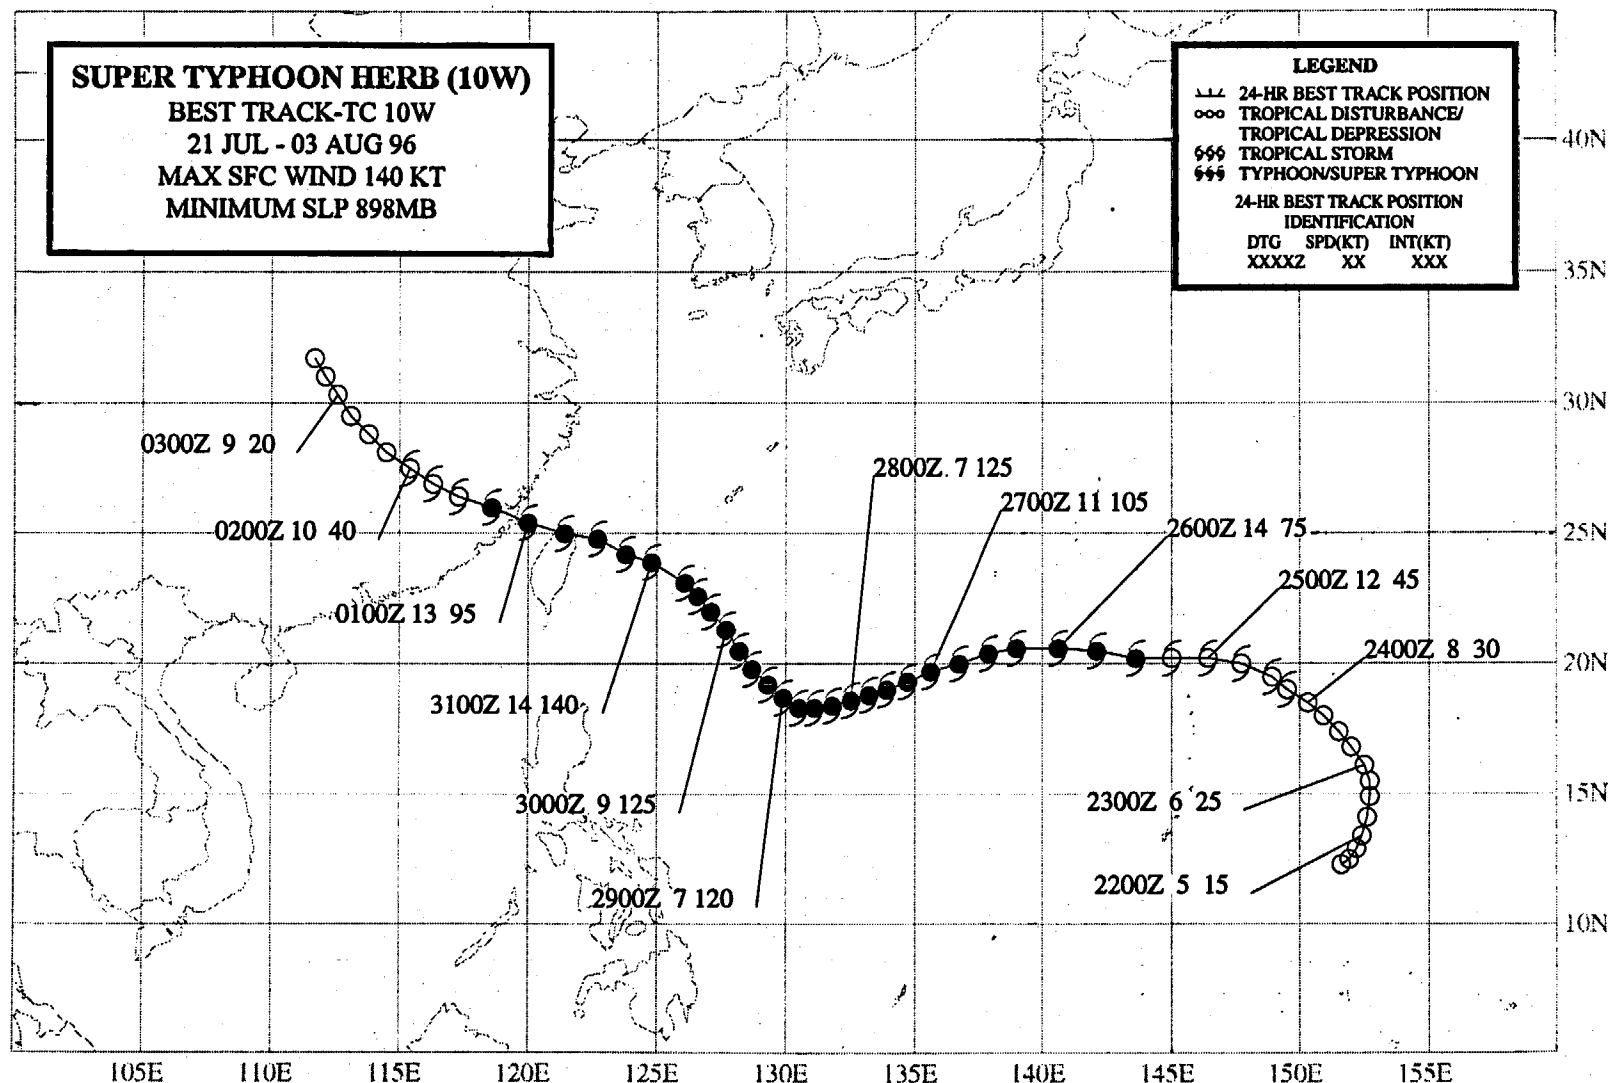 SUPER TYPHOON HERB (10W)
BEST TRACK-TC 10W
21 JUL - 03 AUG 96
MAX SFC WIND 140 KT
MINIMUM SLP 898MB
LEGEND
24-HR BEST TRACK POSITION
TROPICAL DISTURBANCE/
TROPICAL DEPRESSION
TROPICAL STORM
TYPHOON/SUPER TYPHOON
24-HR BEST TRACK POSITION
IDENTIFICATION
DTG SPD(KT) INT(KT)
XXXXZ XX XXX
40N
35N
30N
25N
20N
15N
10N
0300Z 9 20
0200Z 10 40
0100Z 13 95
3100Z 14 140
3000Z 9 125
2900Z 7 120
2800Z. 7 125
2700Z 11 105
2600Z 14 75
2500Z 12 45
2400Z 8 30
2300Z 6 25
2200Z 5 15
105E 110E 115E 120E 125E 130E 135E 140E 145E 150E 155E